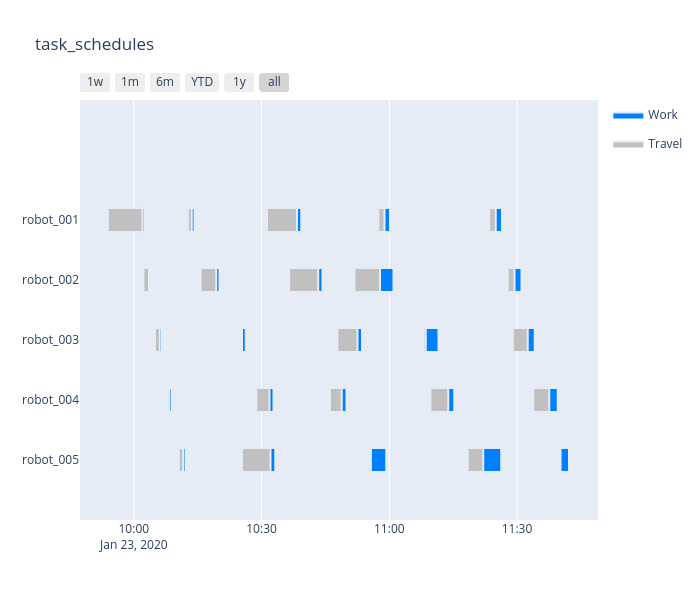 task_schedules
1w 1m 6m YTD 1y all
Work
Travel
robot_001
robot_002
robot_003
robot_004
robot_005
10:00 10:30 11:00 11:30
Jan 23, 2020